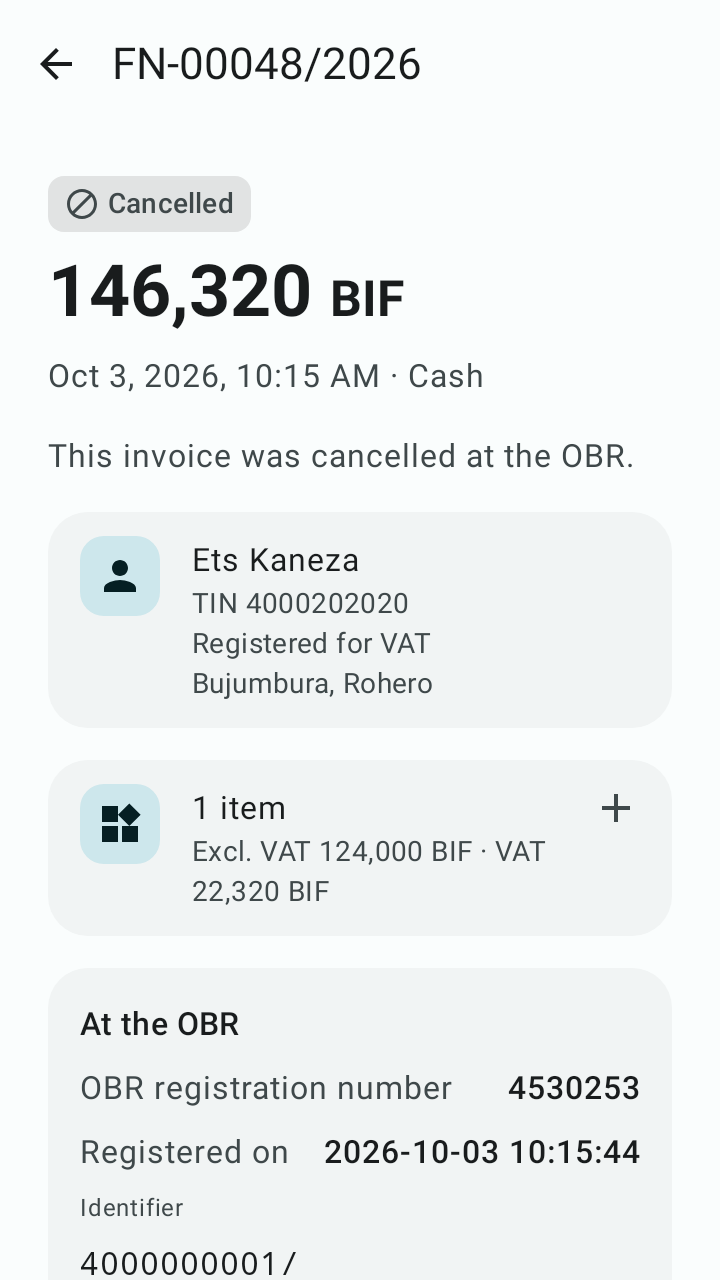 FN-00048/2026
Cancelled
146,320 BIF
Oct 3, 2026, 10:15 AM · Cash
This invoice was cancelled at the OBR.
Ets Kaneza
TIN 4000202020
Registered for VAT
Bujumbura, Rohero
1 item
Excl. VAT 124,000 BIF · VAT
22,320 BIF
At the OBR
OBR registration number 4530253
Registered on 2026-10-03 10:15:44
Identifier
4000000001/